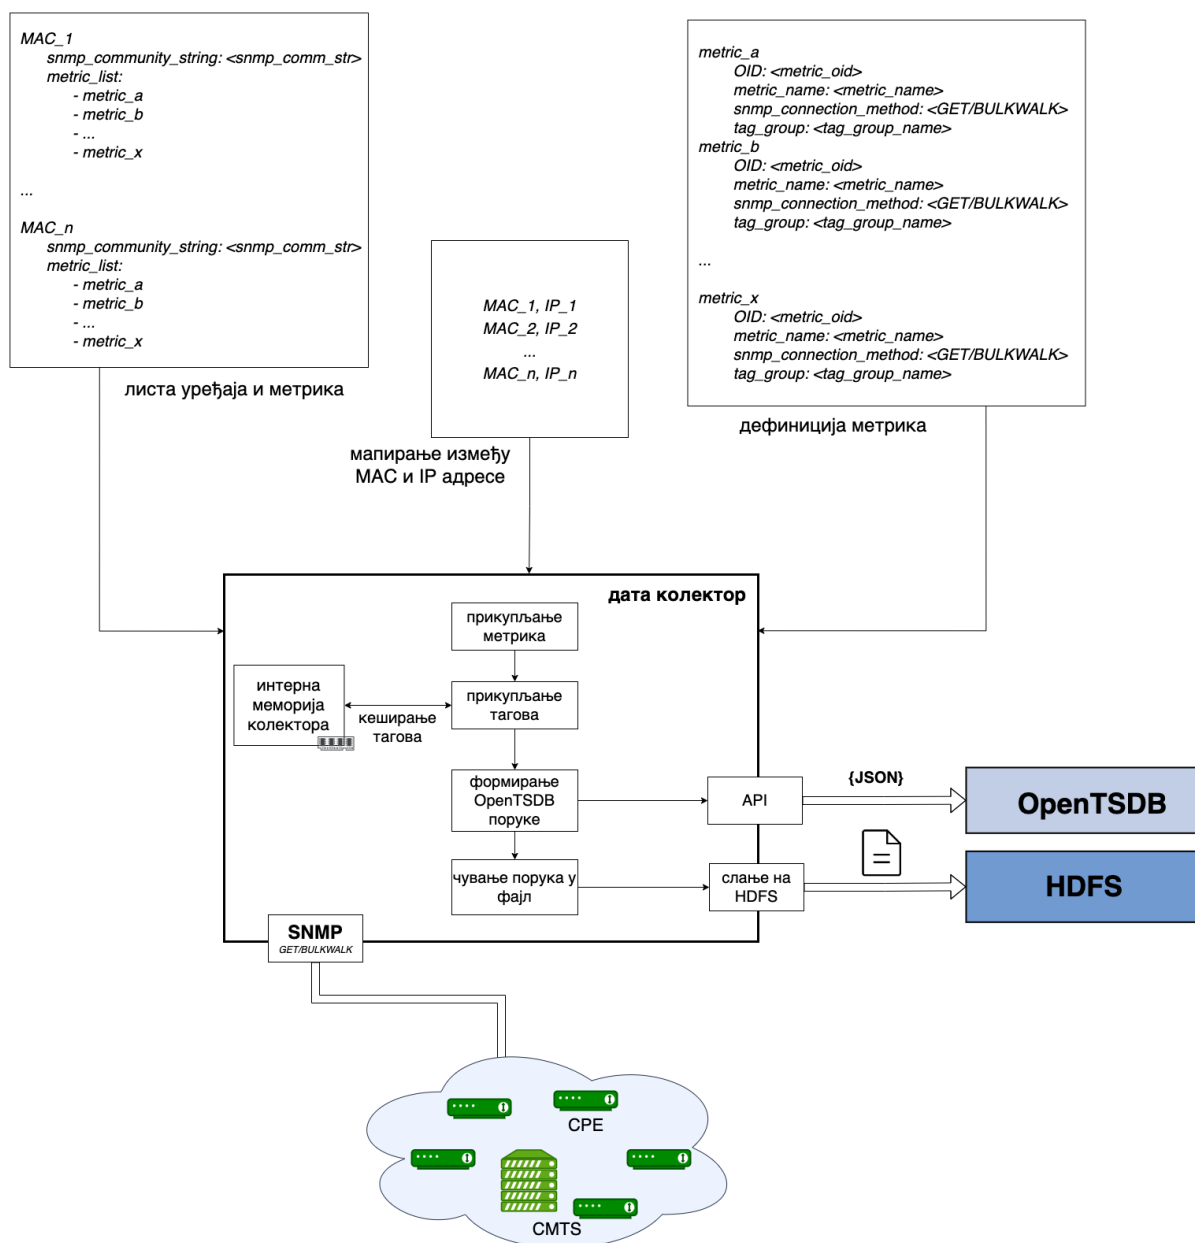 MAC_1
snmp_community_string: <snmp_comm_str>
metric_list:
- metric_a
- metric_b
- ...
- metric_x
...
MAC_n
snmp_community_string: <snmp_comm_str>
metric_list:
- metric_a
- metric_b
- ...
- metric_x
листа уређаја и метрика
MAC_1, IP_1
MAC_2, IP_2
...
MAC_n, IP_n
мапирање између
MAC и IP адресе
metric_a
OID: <metric_oid>
metric_name: <metric_name>
snmp_connection_method: <GET/BULKWALK>
tag_group: <tag_group_name>
metric_b
OID: <metric_oid>
metric_name: <metric_name>
snmp_connection_method: <GET/BULKWALK>
tag_group: <tag_group_name>
...
metric_x
OID: <metric_oid>
metric_name: <metric_name>
snmp_connection_method: <GET/BULKWALK>
tag_group: <tag_group_name>
дефиниција метрика
дата колектор
прикупљање
метрика
интерна
меморија
колектора
кеширање
тагова
прикупљање
тагова
формирање
OpenTSDB
поруке
API
{JSON}
OpenTSDB
чување порука у
фајл
слање на
HDFS
HDFS
SNMP
GET/BULKWALK
CPE
CMTS